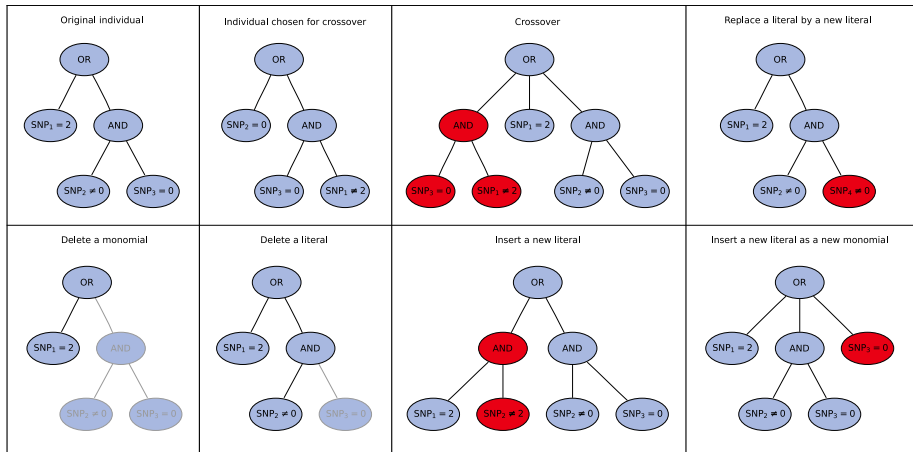 Original individual
OR
SNP₁ = 2
AND
SNP₂ ≠ 0
SNP₃ = 0
Individual chosen for crossover
OR
SNP₂ = 0
AND
SNP₃ = 0
SNP₁ ≠ 2
Crossover
OR
AND
SNP₁ = 2
AND
SNP₃ = 0
SNP₁ ≠ 2
SNP₂ ≠ 0
SNP₃ = 0
Replace a literal by a new literal
OR
SNP₁ = 2
AND
SNP₂ ≠ 0
SNP₄ ≠ 0
Delete a monomial
OR
SNP₁ = 2
AND
SNP₂ ≠ 0
= 0
Delete a literal
OR
SNP₁ = 2
AND
SNP₂ ≠ 0
SNP₃ = 0
Insert a new literal
OR
AND
AND
SNP₁ = 2
≠ 2
SNP₂ ≠ 0
SNP₃ = 0
Insert a new literal as a new monomial
OR
SNP₁ = 2
AND
= 0
SNP₂ ≠ 0
SNP₃ = 0